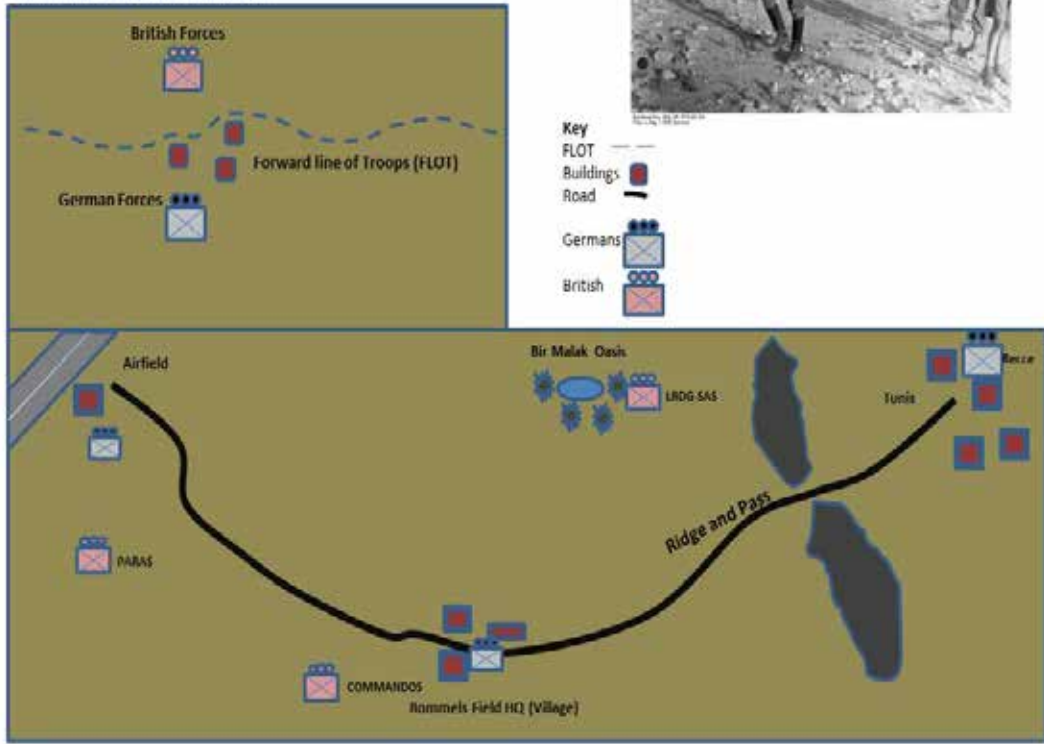 British Forces
Forward line of Troops (FLOT)
German Forces
Key
FLOT
Buildings
Road
Germans
British
Airfield
Bir Malak Oasis
LRDG-SAS
Recce
Tunis
Ridge and Pass
PARAS
COMMANDOS
Rommels Field HQ (Village)